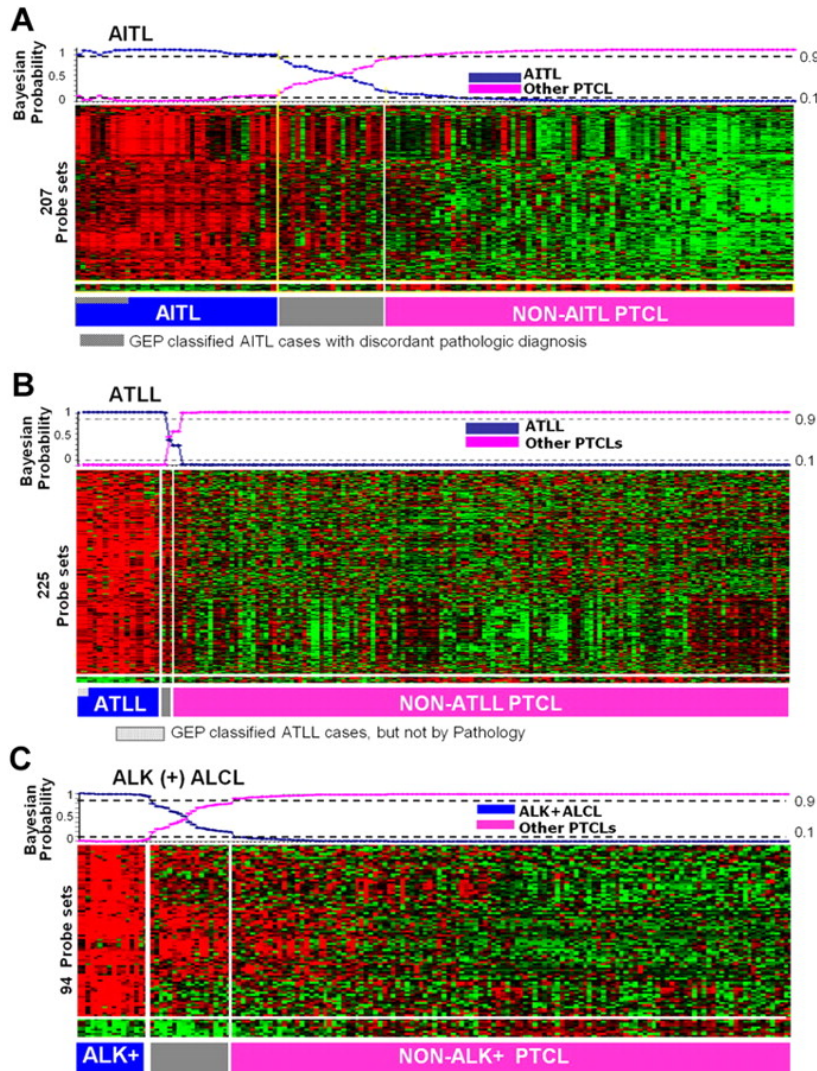 A
AITL
Bayesian
Probability
1
0.5
0
AITL
Other PTCL
0.9
0.1
207
Probe sets
AITL
NON-AITL PTCL
GEP classified AITL cases with discordant pathologic diagnosis
B
ATLL
Bayesian
Probability
1
0.5
0
ATLL
Other PTCLs
0.9
0.1
225
Probe sets
ATLL
NON-ATLL PTCL
GEP classified ATLL cases, but not by Pathology
C
ALK (+) ALCL
Bayesian
Probability
1
0.5
0
ALK+ALCL
Other PTCLs
0.9
0.1
94 Probe sets
ALK+
NON-ALK+ PTCL